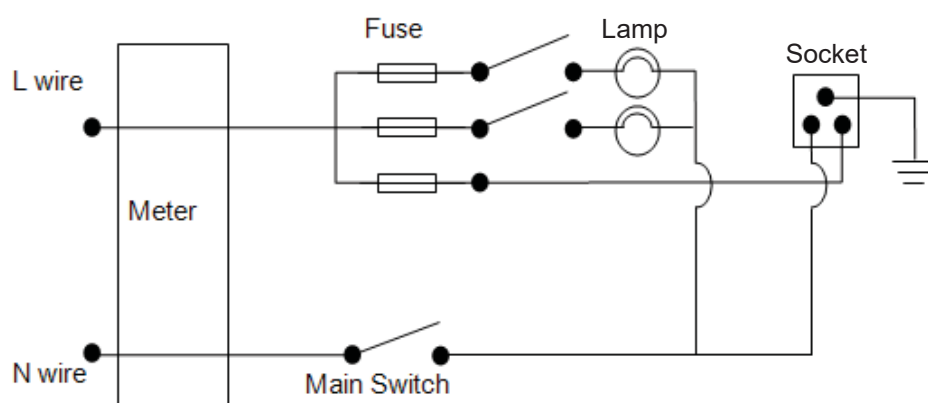 Fuse
Lamp
Socket
L wire
Meter
N wire
Main Switch